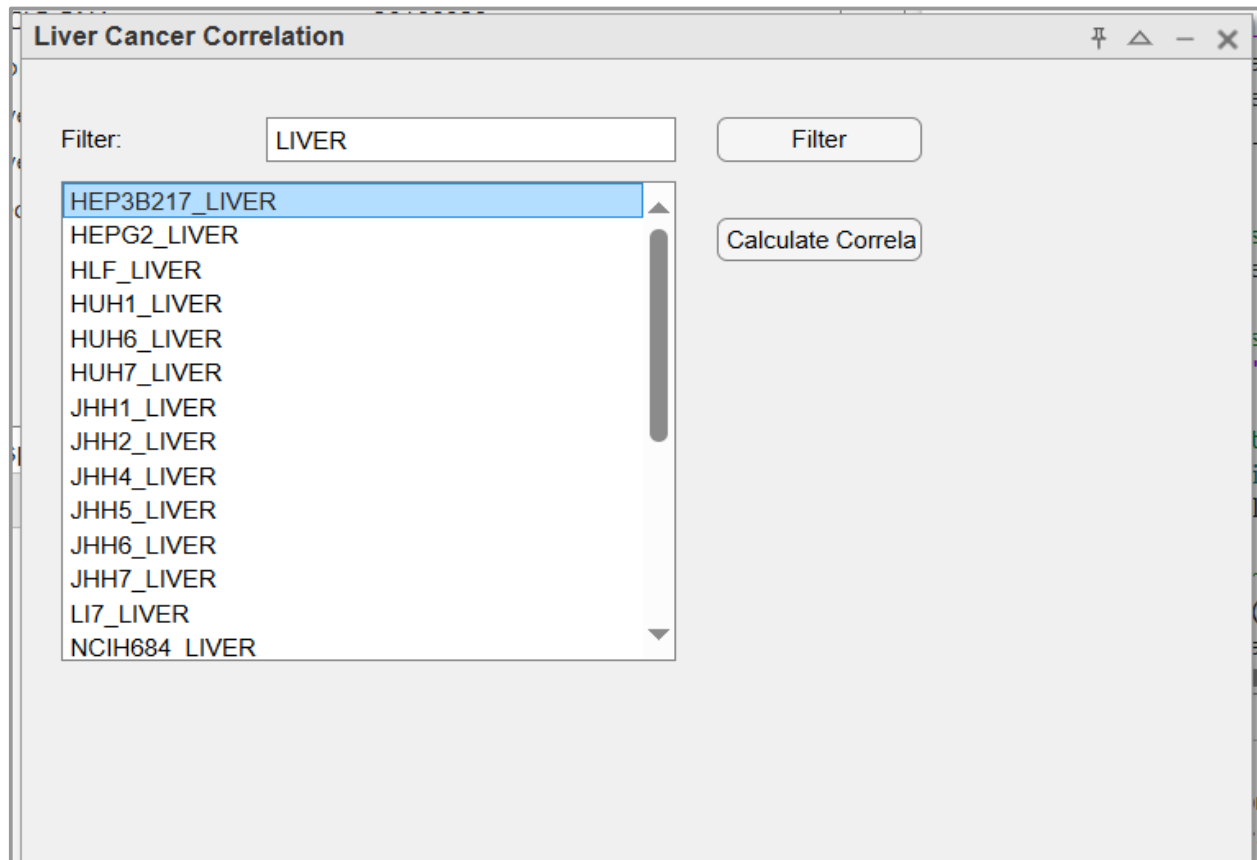 Liver Cancer Correlation
Filter: LIVER Filter
HEP3B217_LIVER
HEPG2_LIVER
Calculate Correla
HLF_LIVER
HUH1_LIVER
HUH6_LIVER
HUH7_LIVER
JHH1_LIVER
JHH2_LIVER
JHH4_LIVER
JHH5_LIVER
JHH6_LIVER
JHH7_LIVER
LI7_LIVER
NCIH684_LIVER